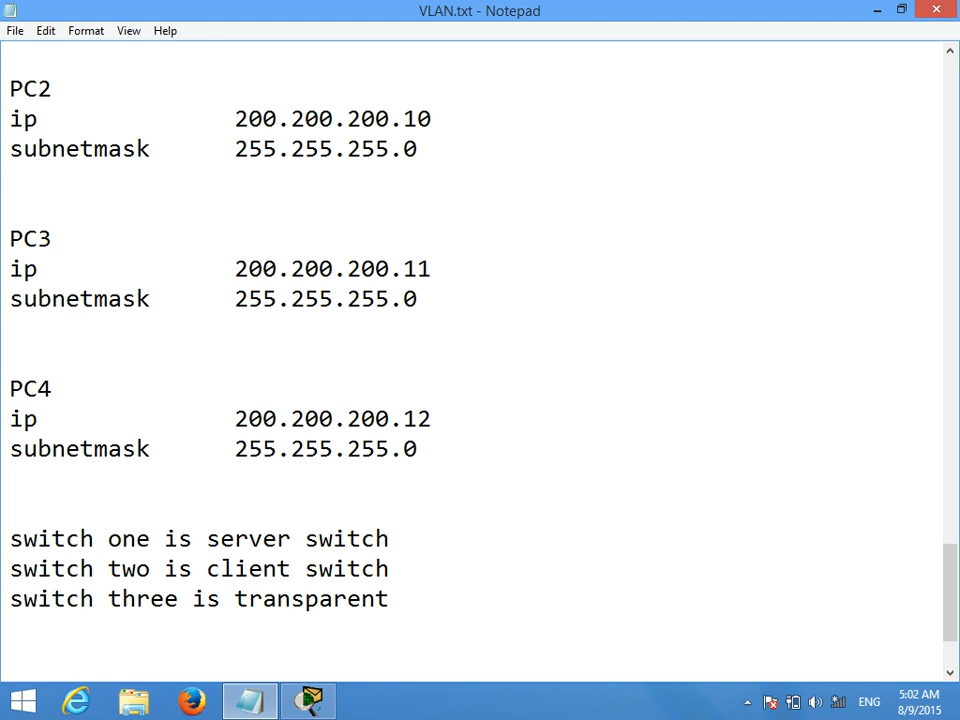 VLAN.txt - Notepad
File Edit Format View Help
PC2
ip 200.200.200.10
subnetmask 255.255.255.0
PC3
ip 200.200.200.11
subnetmask 255.255.255.0
PC4
ip 200.200.200.12
subnetmask 255.255.255.0
switch one is server switch
switch two is client switch
switch three is transparent
ENG
5:02 AM
8/9/2015